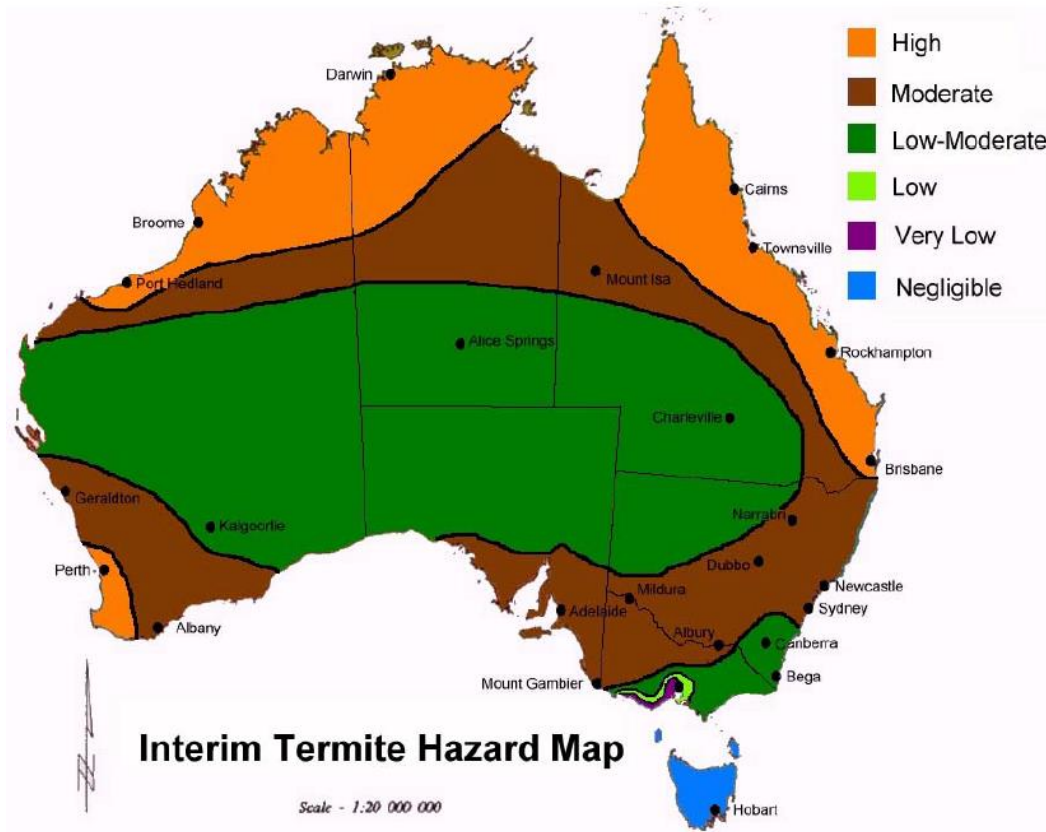 High
Moderate
Low-Moderate
Low
Very Low
Negligible
Darwin
Cairns
Broome
Townsville
Port Hedland
Mount Isa
Alice Springs
Rockhampton
Charleville
Brisbane
Geraldton
Kalgoorlie
Narrabri
Perth
Dubbo
Newcastle
Mildura
Sydney
Adelaide
Albany
Albury
Canberra
Bega
Mount Gambier
Interim Termite Hazard Map
Scale - 1:20 000 000
Hobart